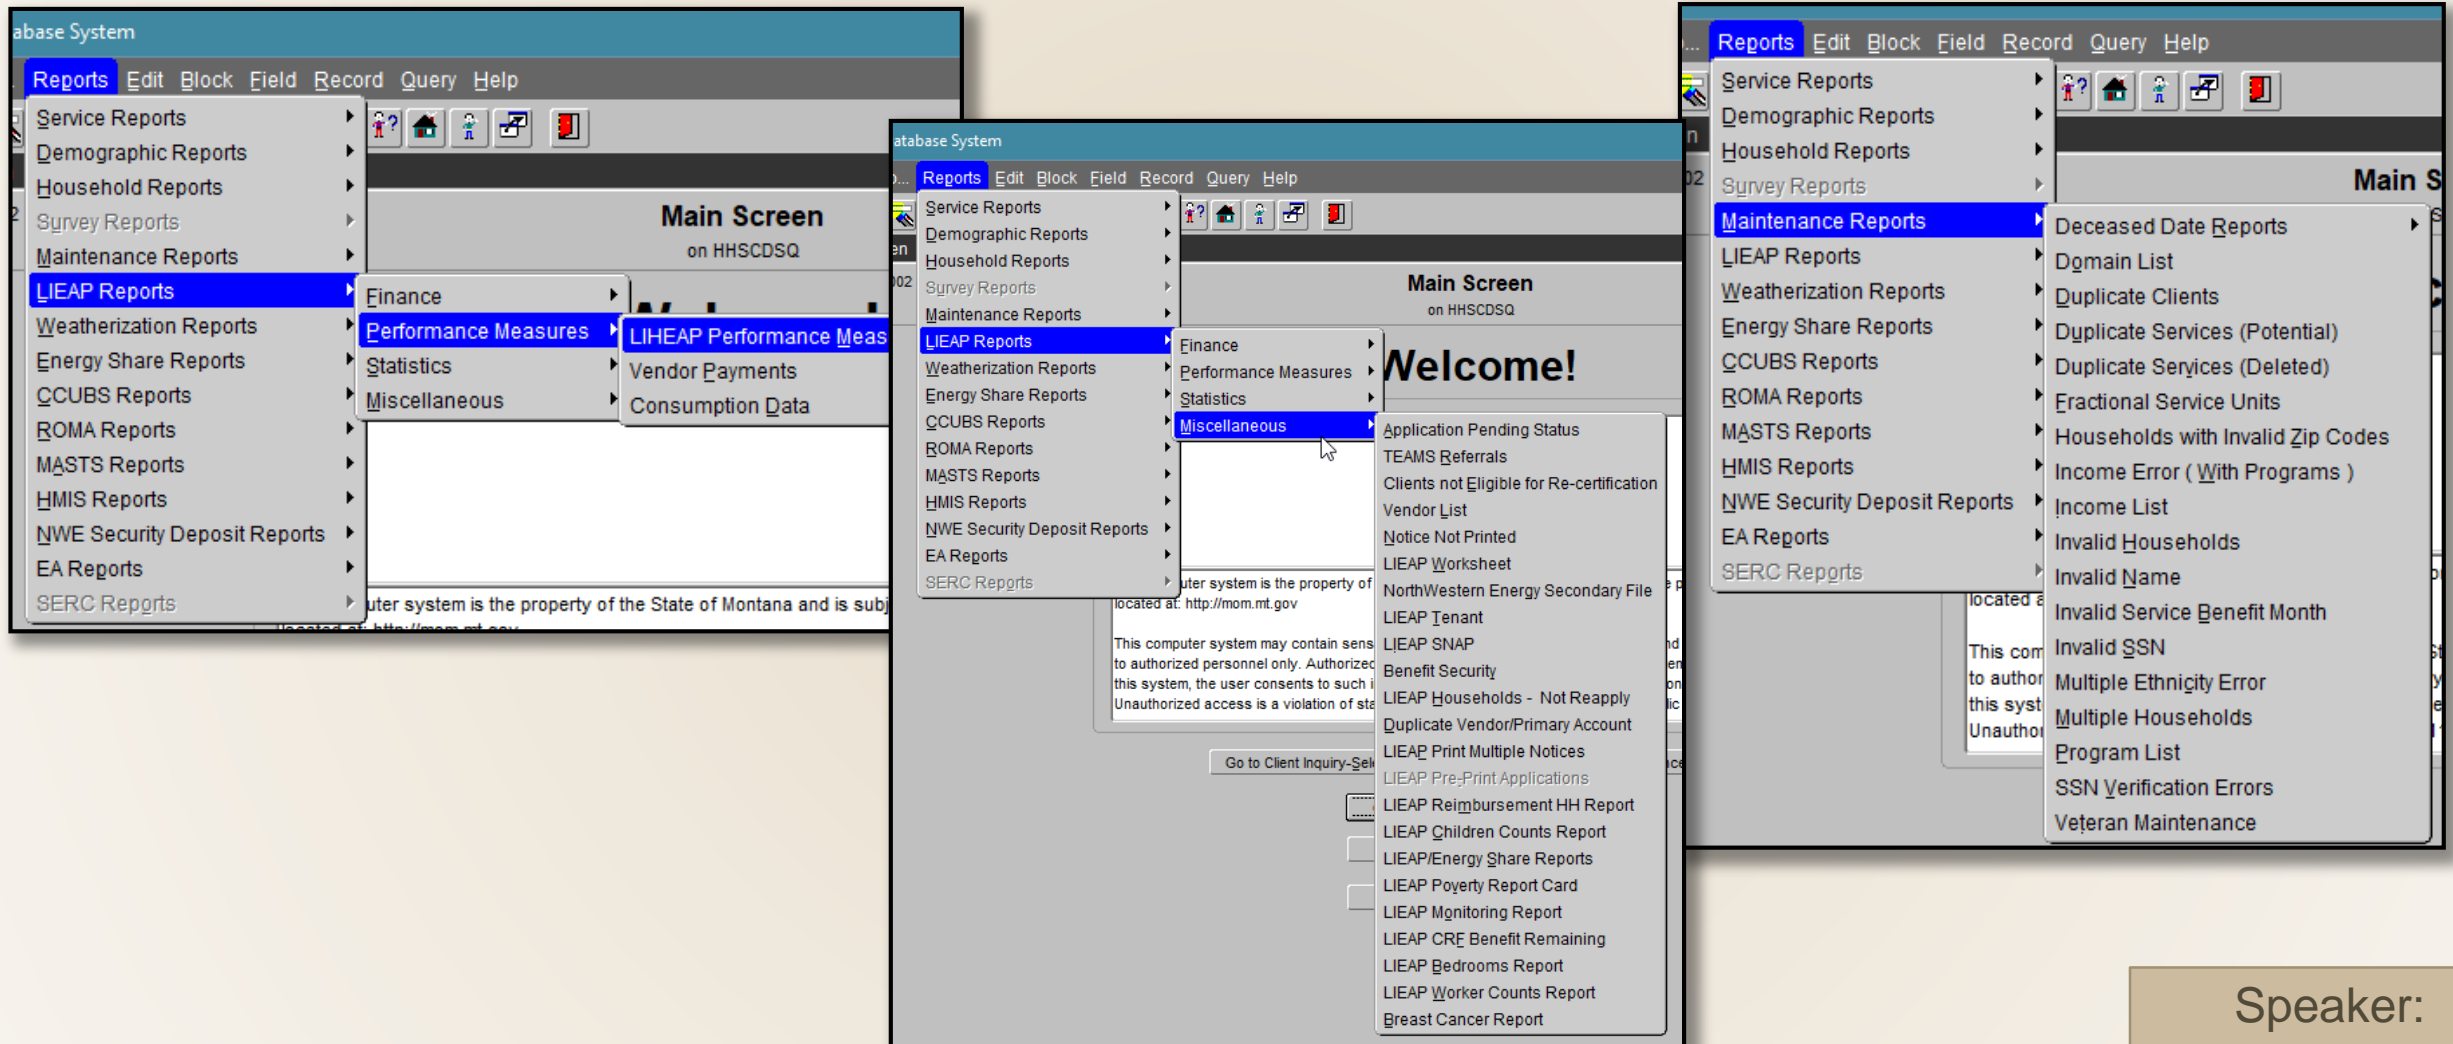 abase System
Reports Edit Block Field Record Query Help
Service Reports
Demographic Reports
Household Reports
Survey Reports
Maintenance Reports
LIEAP Reports
Weatherization Reports
Energy Share Reports
CCUBS Reports
ROMA Reports
MASTS Reports
HMIS Reports
NWE Security Deposit Reports
EA Reports
SERC Reports
Finance
Performance Measures
Statistics
Miscellaneous
LIHEAP Performance Meas
Vendor Payments
Consumption Data
Main Screen
on HHSCDSQ
uter system is the property of the State of Montana and is subj
located at: http://mom.mt.gov
atabase System
... Reports Edit Block Field Record Query Help
en
002
Service Reports
Demographic Reports
Household Reports
Survey Reports
Maintenance Reports
LIEAP Reports
Weatherization Reports
Energy Share Reports
CCUBS Reports
ROMA Reports
MASTS Reports
HMIS Reports
NWE Security Deposit Reports
EA Reports
SERC Reports
Finance
Performance Measures
Statistics
Miscellaneous
Main Screen
on HHSCDSQ
Welcome!
Application Pending Status
TEAMS Referrals
Clients not Eligible for Re-certification
Vendor List
Notice Not Printed
LIEAP Worksheet
NorthWestern Energy Secondary File
LIEAP Tenant
LIEAP SNAP
Benefit Security
LIEAP Households - Not Reapply
Duplicate Vendor/Primary Account
LIEAP Print Multiple Notices
LIEAP Pre-Print Applications
LIEAP Reimbursement HH Report
LIEAP Children Counts Report
LIEAP/Energy Share Reports
LIEAP Poverty Report Card
LIEAP Monitoring Report
LIEAP CRF Benefit Remaining
LIEAP Bedrooms Report
LIEAP Worker Counts Report
Breast Cancer Report
uter system is the property of
located at: http://mom.mt.gov
This computer system may contain sens
to authorized personnel only. Authorized
this system, the user consents to such i
Unauthorized access is a violation of sta
Go to Client Inquiry-Sel
... Reports Edit Block Field Record Query Help
n
02
Service Reports
Demographic Reports
Household Reports
Survey Reports
Maintenance Reports
LIEAP Reports
Weatherization Reports
Energy Share Reports
CCUBS Reports
ROMA Reports
MASTS Reports
HMIS Reports
NWE Security Deposit Reports
EA Reports
SERC Reports
Main S
Deceased Date Reports
Domain List
Duplicate Clients
Duplicate Services (Potential)
Duplicate Services (Deleted)
Fractional Service Units
Households with Invalid Zip Codes
Income Error ( With Programs )
Income List
Invalid Households
Invalid Name
Invalid Service Benefit Month
Invalid SSN
Multiple Ethnicity Error
Multiple Households
Program List
SSN Verification Errors
Veteran Maintenance
located a
This com
to author
this syst
Unauthor
Speaker: